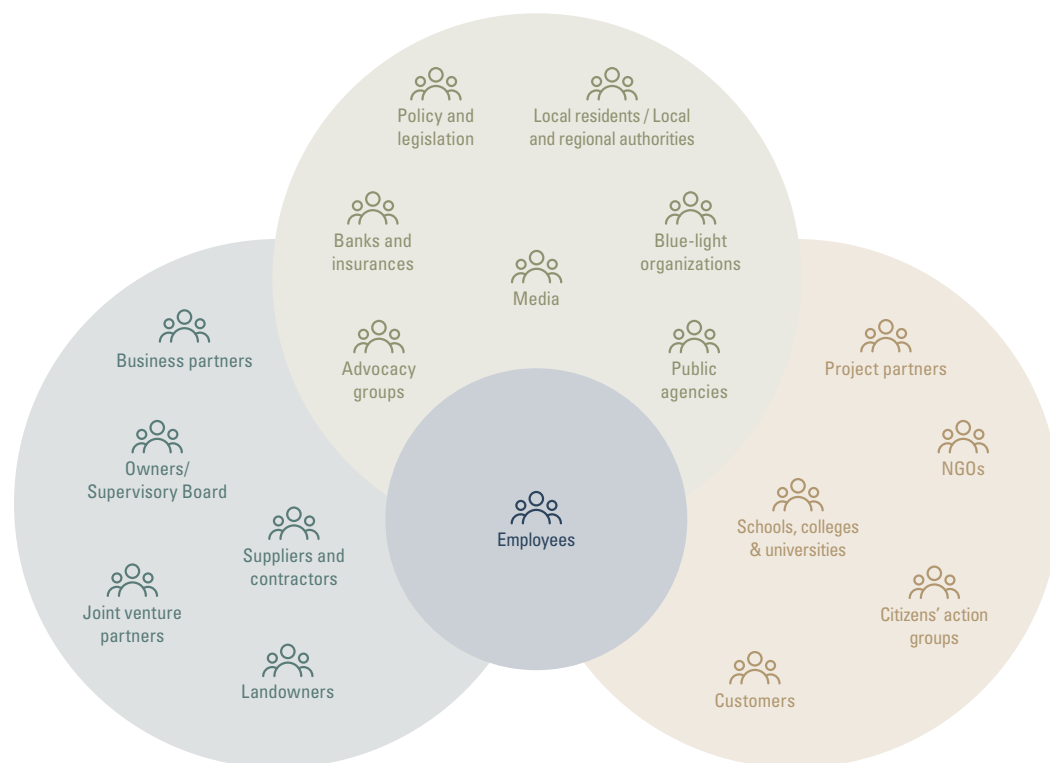 Policy and
legislation
Local residents / Local
and regional authorities
Banks and
insurances
Blue-light
organizations
Media
Advocacy
groups
Public
agencies
Business partners
Owners/
Supervisory Board
Suppliers and
contractors
Joint venture
partners
Landowners
Employees
Project partners
NGOs
Schools, colleges
& universities
Citizens’ action
groups
Customers